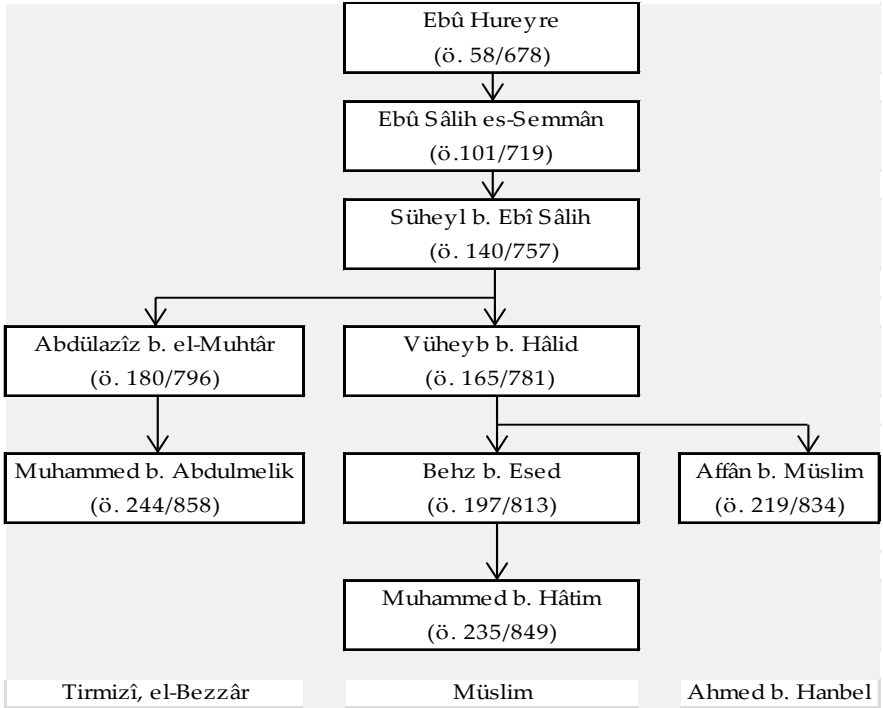 Ebû Hureyre
(ö. 58/678)
Ebû Sâlih es-Semmân
(ö.101/719)
Süheyl b. Ebî Sâlih
(ö. 140/757)
Abdülazîz b. el-Muhtâr
(ö. 180/796)
Vüheyb b. Hâlid
(ö. 165/781)
Muhammed b. Abdulmelik
(ö. 244/858)
Behz b. Esed
(ö. 197/813)
Affân b. Müslim
(ö. 219/834)
Muhammed b. Hâtim
(ö. 235/849)
Tirmizî, el-Bezzâr
Müslim
Ahmed b. Hanbel